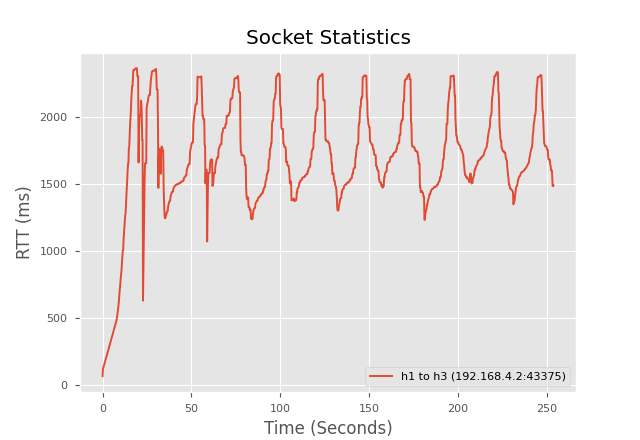 Socket Statistics
RTT (ms)
2000
1500
1000
500
0
h1 to h3 (192.168.4.2:43375)
0 50 100 150 200 250
Time (Seconds)